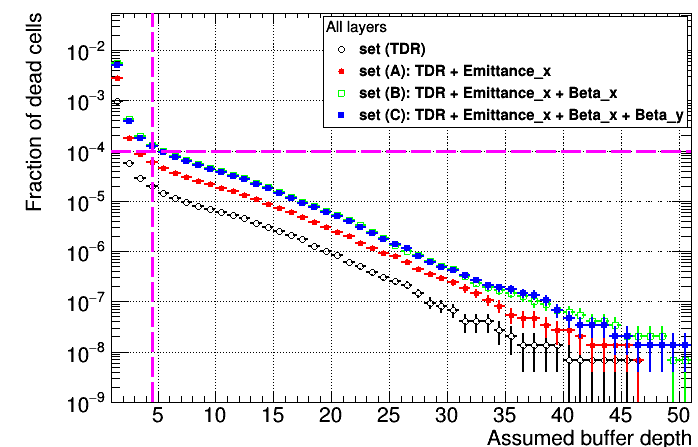 All layers
set (TDR)
set (A): TDR + Emittance_x
set (B): TDR + Emittance_x + Beta_x
set (C): TDR + Emittance_x + Beta_x + Beta_y
Fraction of dead cells
10⁻²
10⁻³
10⁻⁴
10⁻⁵
10⁻⁶
10⁻⁷
10⁻⁸
10⁻⁹
5 10 15 20 25 30 35 40 45 50
Assumed buffer depth